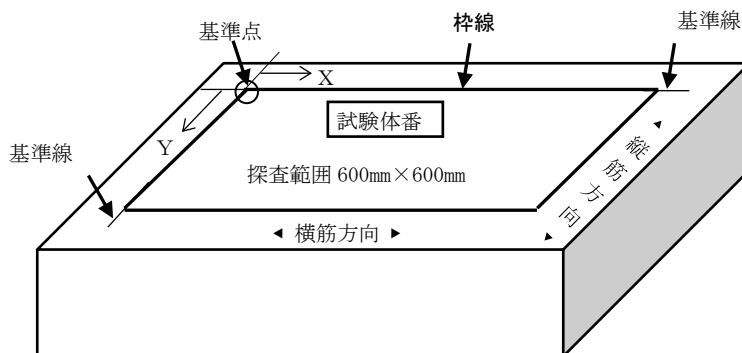 基準点
枠線
基準線
X
試験体番
Y
基準線
探査範囲 600mm×600mm
縦筋方向
横筋方向